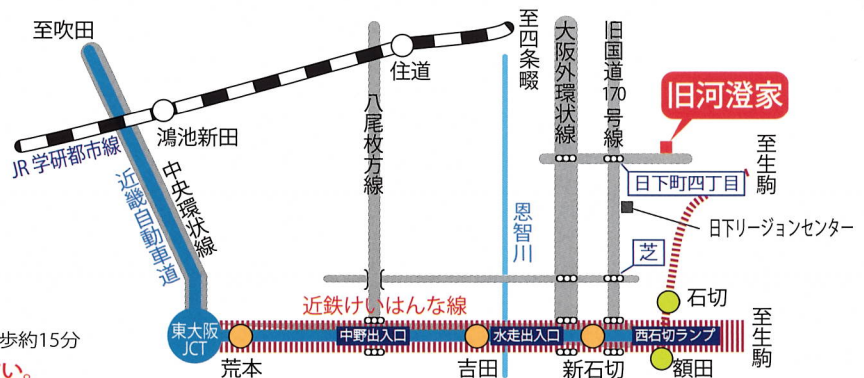 至吹田
JR学研都市線
鴻池新田
住道
至四条畷
近畿自動車道
中央環状線
八尾枚方線
恩智川
大阪外環状線
旧国道170号線
旧河澄家
至生駒
日下町四丁目
日下リージョンセンター
芝
石切
近鉄けいはんな線
東大阪
JCT
荒本
中野出入口
吉田
水走出入口
新石切
西石切ランプ
額田
至生駒
歩約15分
い。